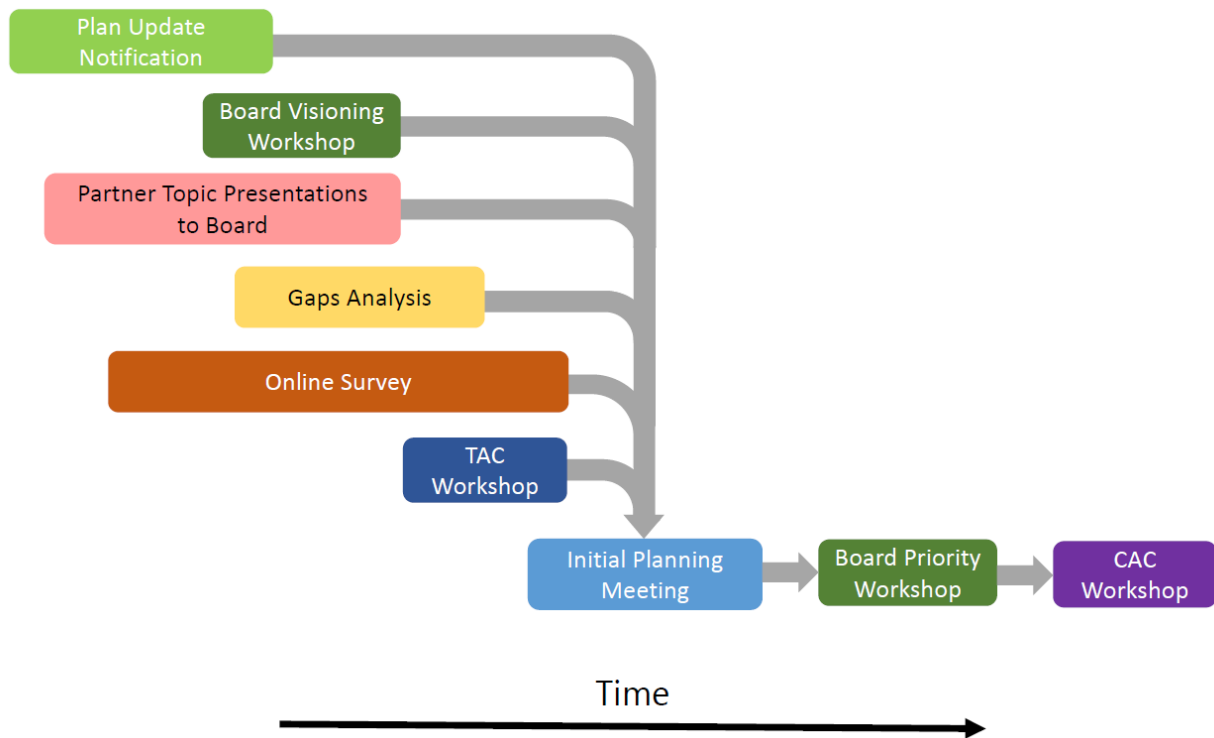 Plan Update
Notification
Board Visioning
Workshop
Partner Topic Presentations
to Board
Gaps Analysis
Online Survey
TAC
Workshop
Initial Planning
Meeting
Board Priority
Workshop
CAC
Workshop
Time